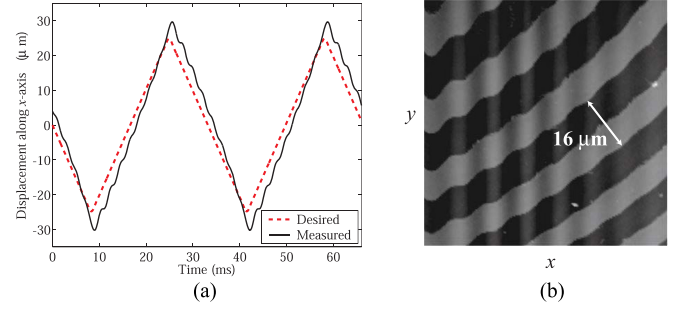 (a)
Displacement along x-axis (μ m)
30
20
10
0
-10
-20
-30
0
10
20
30
40
50
60
Time (ms)
Desired
Measured
(a)
(b)
y
16 μm
x
(b)